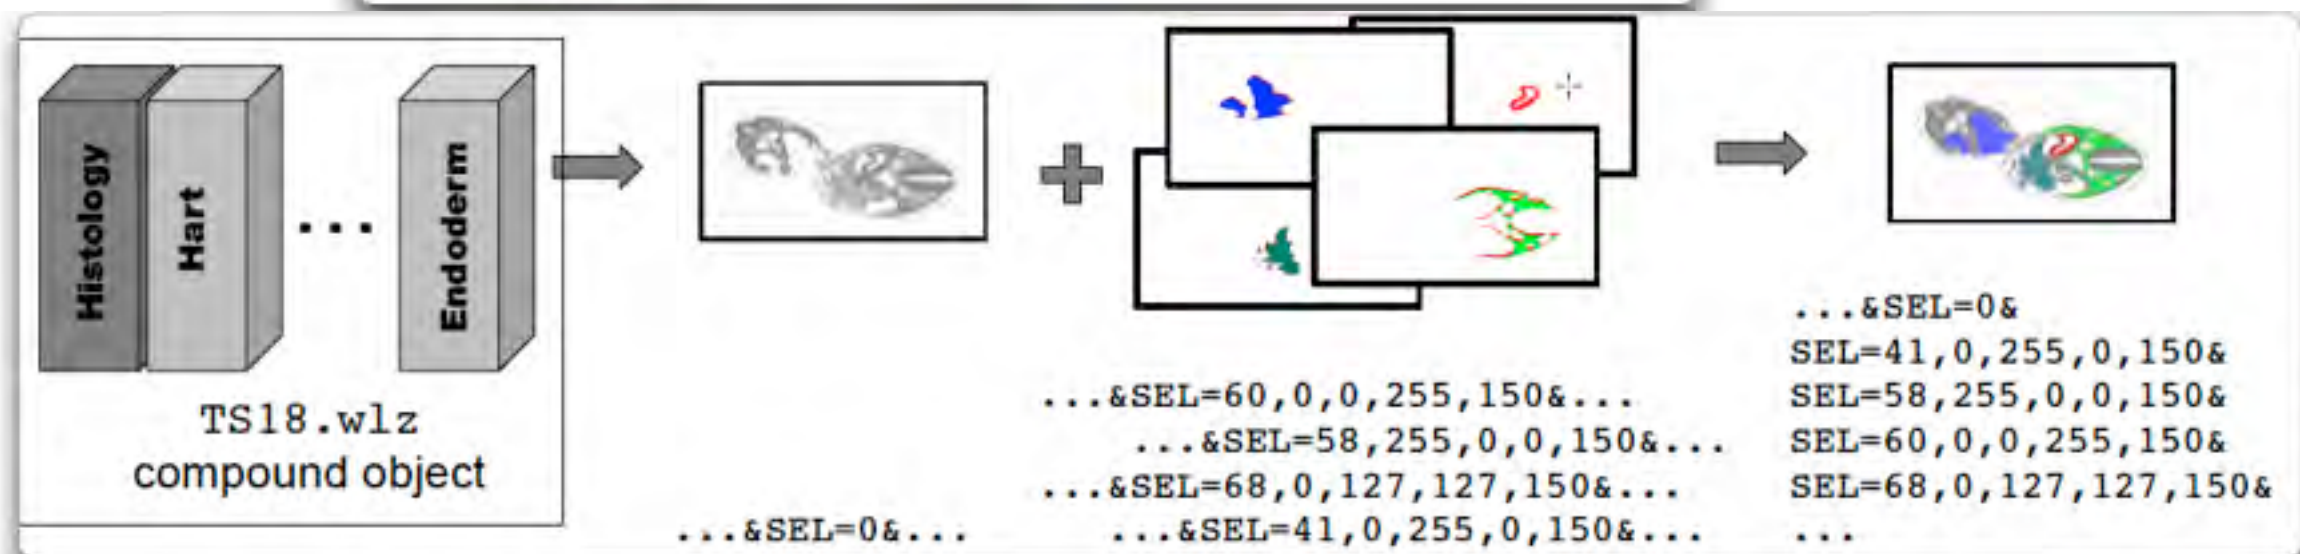 Histology
Hart
...
Endoderm
TS18.wlz
compound object
...&SEL=0&...
...&SEL=60,0,0,255,150&...
...&SEL=58,255,0,0,150&...
...&SEL=68,0,127,127,150&...
...&SEL=41,0,255,0,150&...
...&SEL=0&
SEL=41,0,255,0,150&
SEL=58,255,0,0,150&
SEL=60,0,0,255,150&
SEL=68,0,127,127,150&
...